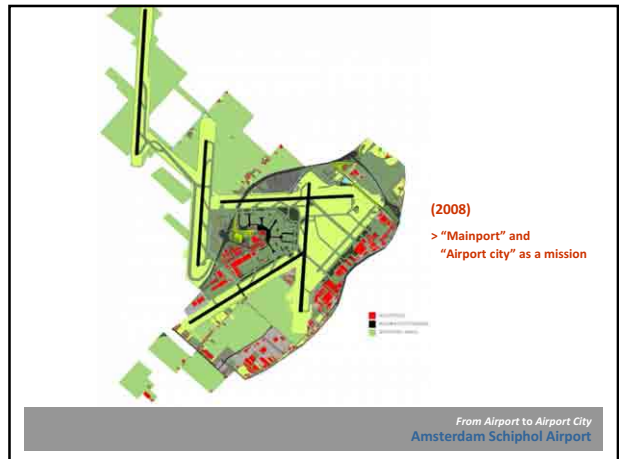 (2008)
> “Mainport” and
“Airport city” as a mission
From Airport to Airport City
Amsterdam Schiphol Airport